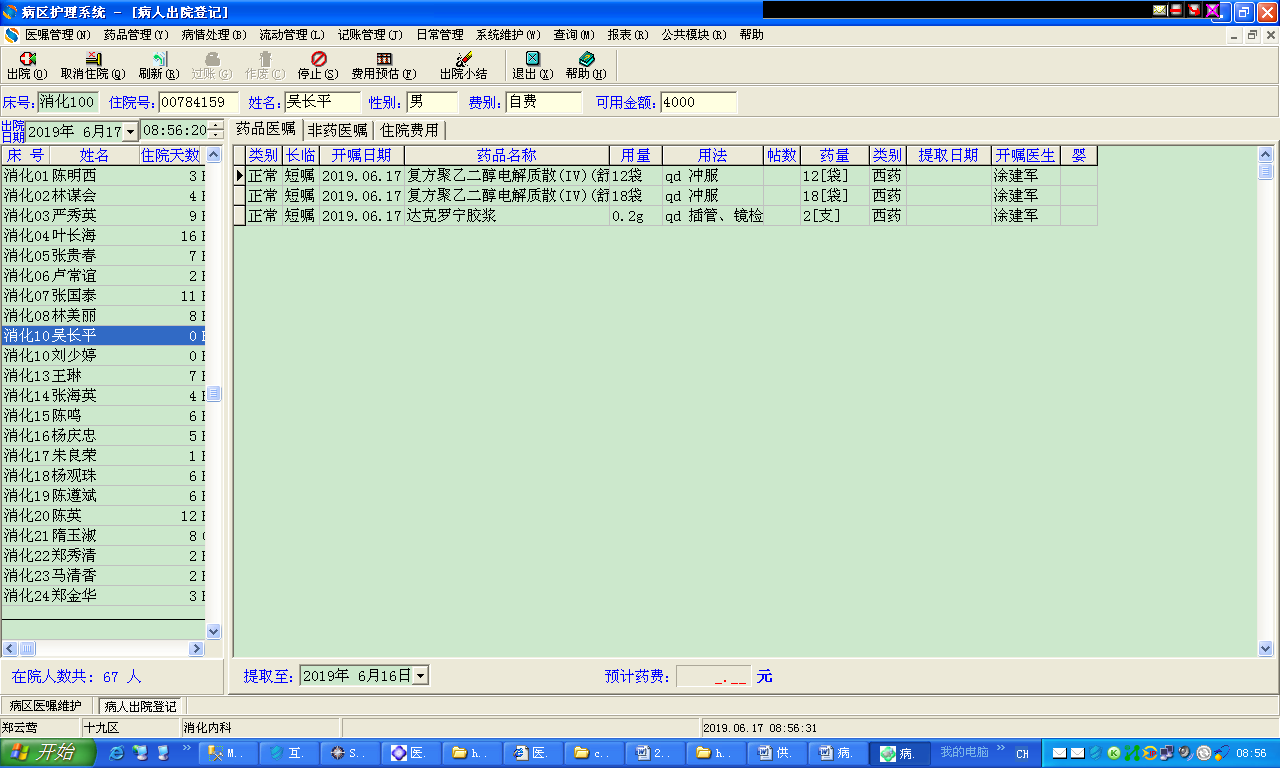 病区护理系统 - [病人出院登记]
医嘱管理(N) 药品管理(Y) 病情处理(B) 流动管理(L) 记账管理(J) 日常管理 系统维护(W) 查询(M) 报表(R) 公共模块(R) 帮助
出院(O) 取消住院(Q) 刷新(R) 过账(G) 作废(C) 停止(S) 费用预估(F) 出院小结 退出(X) 帮助(H)
床号: 消化100 住院号: 00784159 姓名: 吴长平 性别: 男 费别: 自费 可用金额: 4000
出院日期 2019年 6月17 08:56:20 药品医嘱 非药医嘱 住院费用
床 号 姓名 住院天数
消化01 陈明西 3
消化02 林谋会 4
消化03 严秀英 9
消化04 叶长海 16
消化05 张贵春 7
消化06 卢常谊 2
消化07 张国泰 11
消化08 林美丽 8
消化10 吴长平 0
消化10 刘少婷 0
消化13 王琳 7
消化14 张海英 4
消化15 陈鸣 6
消化16 杨庆忠 5
消化17 朱良荣 1
消化18 杨观珠 6
消化19 陈遵斌 6
消化20 陈英 12
消化21 隋玉淑 8
消化22 郑秀清 2
消化23 马清香 2
消化24 郑金华 3
在院人数共: 67 人
类别 长临 开嘱日期 药品名称 用量 用法 帖数 药量 类别 提取日期 开嘱医生 婴
正常 短嘱 2019.06.17 复方聚乙二醇电解质散(IV)(舒 12袋 qd 冲服 12[袋] 西药 涂建军
正常 短嘱 2019.06.17 复方聚乙二醇电解质散(IV)(舒 18袋 qd 冲服 18[袋] 西药 涂建军
正常 短嘱 2019.06.17 达克罗宁胶浆 0.2g qd 插管、镜检 2[支] 西药 涂建军
提取至: 2019年 6月16日 预计药费: _.__ 元
病区医嘱维护 病人出院登记
郑云营 十九区 消化内科 2019.06.17 08:56:31
开始 M.. 互. S.. 医. h.. 医. c.. 2.. h.. 供. 病. 病. 我的电脑 CH 08:56